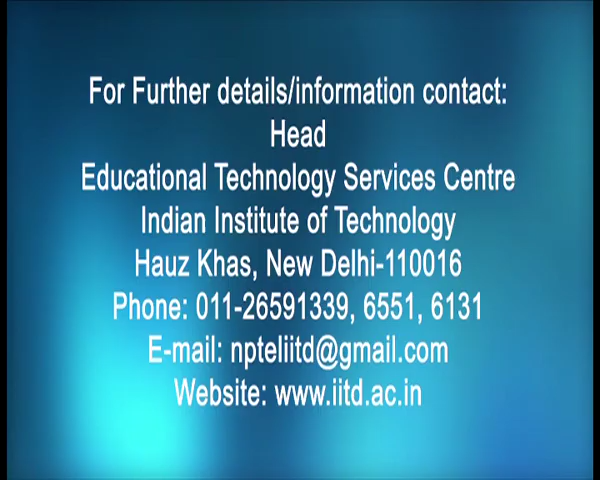 For Further details/information contact:
Head
Educational Technology Services Centre
Indian Institute of Technology
Hauz Khas, New Delhi-110016
Phone: 011-26591339, 6551, 6131
E-mail: npteliitd@gmail.com
Website: www.iitd.ac.in